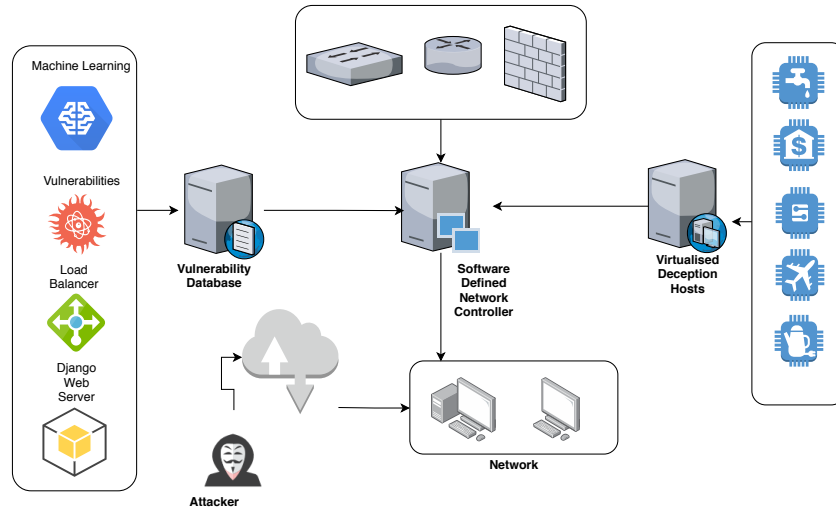 Machine Learning
Vulnerabilities
Load
Balancer
Django
Web
Server
Vulnerability
Database
Software
Defined
Network
Controller
Virtualised
Deception
Hosts
$
Network
Attacker